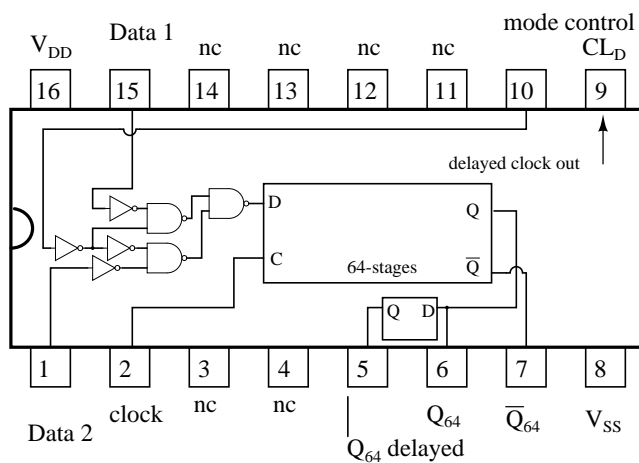 Data 1
mode control
V_DD
nc
nc
nc
nc
CL_D
16
15
14
13
12
11
10
9
delayed clock out
D
Q
C
64-stages
Q̅
Q
D
1
2
3
4
5
6
7
8
clock
nc
nc
Q_64
Q̅_64
V_SS
Data 2
Q_64 delayed